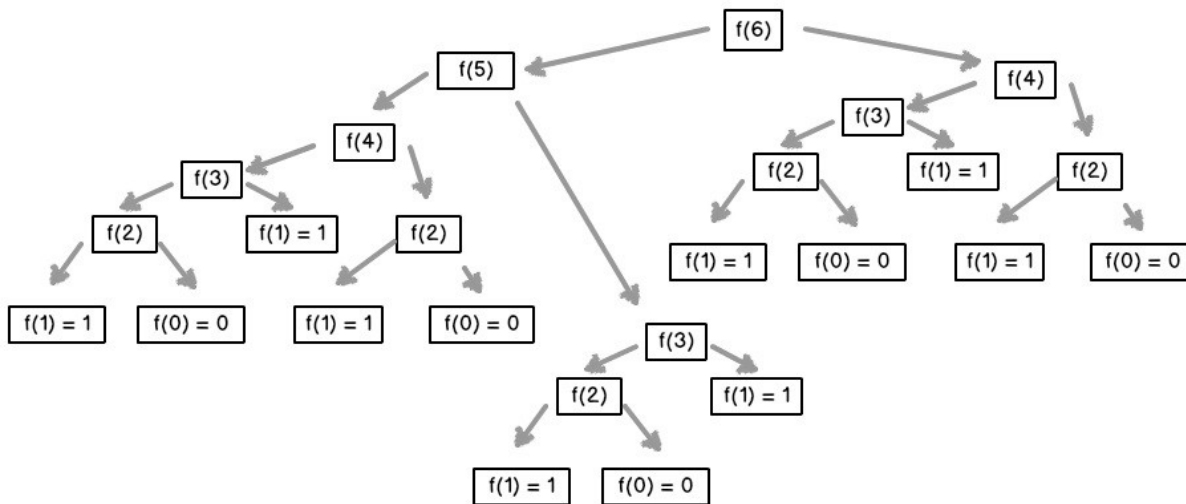 f(6)
f(5)
f(4)
f(3)
f(4)
f(2)
f(1) = 1
f(2)
f(3)
f(2)
f(1) = 1
f(2)
f(1) = 1
f(0) = 0
f(1) = 1
f(0) = 0
f(1) = 1
f(0) = 0
f(1) = 1
f(0) = 0
f(3)
f(2)
f(1) = 1
f(1) = 1
f(0) = 0